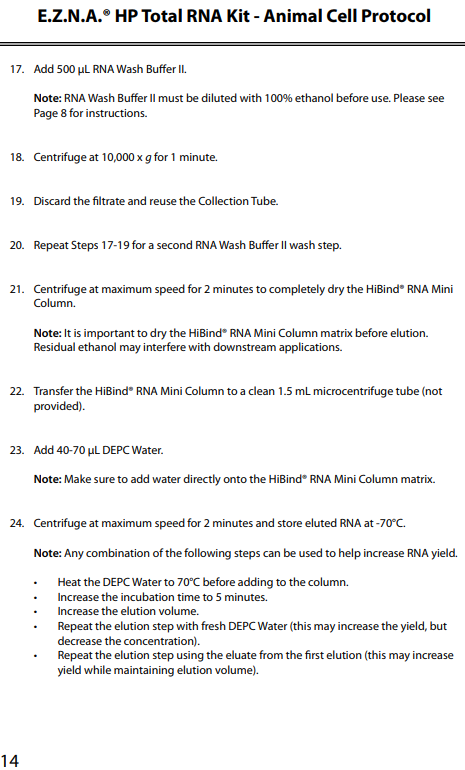 E.Z.N.A.® HP Total RNA Kit - Animal Cell Protocol
17. Add 500 µL RNA Wash Buffer II.
Note: RNA Wash Buffer II must be diluted with 100% ethanol before use. Please see
Page 8 for instructions.
18. Centrifuge at 10,000 x g for 1 minute.
19. Discard the filtrate and reuse the Collection Tube.
20. Repeat Steps 17-19 for a second RNA Wash Buffer II wash step.
21. Centrifuge at maximum speed for 2 minutes to completely dry the HiBind® RNA Mini
Column.
Note: It is important to dry the HiBind® RNA Mini Column matrix before elution.
Residual ethanol may interfere with downstream applications.
22. Transfer the HiBind® RNA Mini Column to a clean 1.5 mL microcentrifuge tube (not
provided).
23. Add 40-70 µL DEPC Water.
Note: Make sure to add water directly onto the HiBind® RNA Mini Column matrix.
24. Centrifuge at maximum speed for 2 minutes and store eluted RNA at -70°C.
Note: Any combination of the following steps can be used to help increase RNA yield.
• Heat the DEPC Water to 70°C before adding to the column.
• Increase the incubation time to 5 minutes.
• Increase the elution volume.
• Repeat the elution step with fresh DEPC Water (this may increase the yield, but
decrease the concentration).
• Repeat the elution step using the eluate from the first elution (this may increase
yield while maintaining elution volume).
14